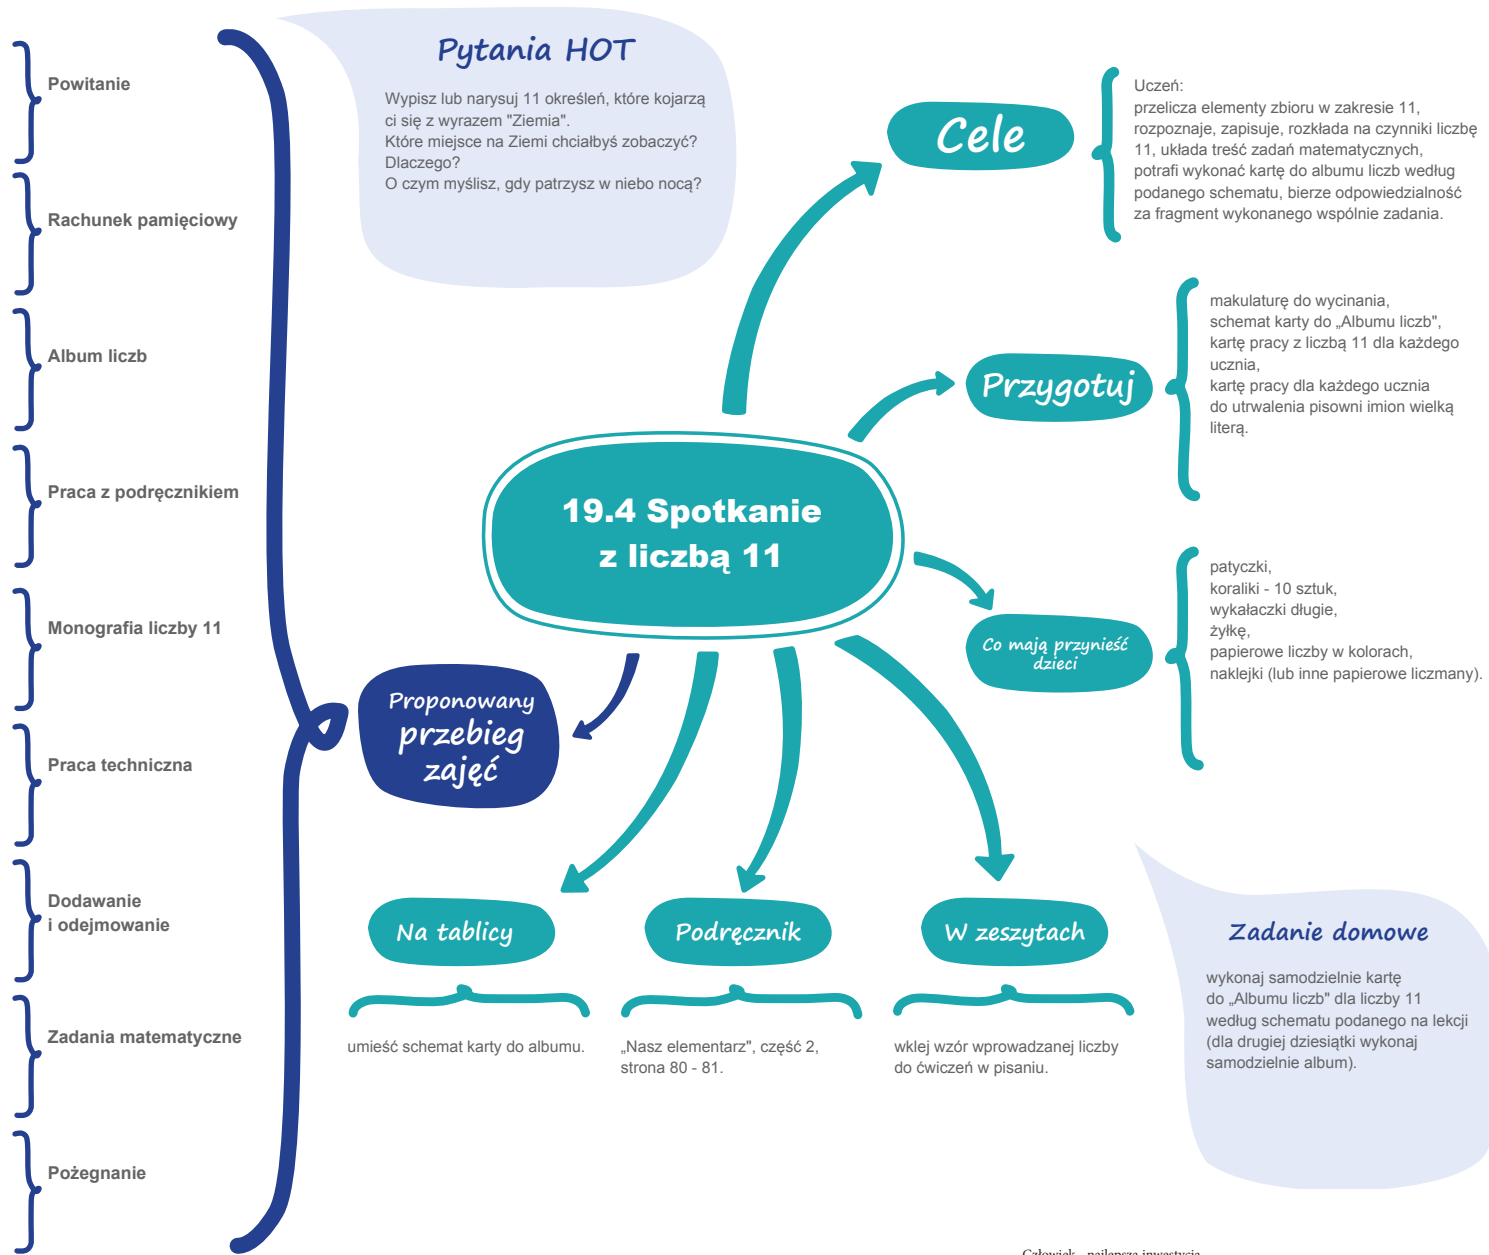 Powitanie
Rachunek pamięciowy
Album liczb
Praca z podręcznikiem
Monografia liczby 11
Praca techniczna
Dodawanie
i odejmowanie
Zadania matematyczne
Pożegnanie
Pytania HOT
Wypisz lub narysuj 11 określeń, które kojarzą
ci się z wyrazem "Ziemia".
Które miejsce na Ziemi chciałbyś zobaczyć?
Dlaczego?
O czym myślisz, gdy patrzysz w niebo nocą?
Cele
Uczeń:
przelicza elementy zbioru w zakresie 11,
rozpoznaje, zapisuje, rozkłada na czynniki liczbę
11, układa treść zadań matematycznych,
potrafi wykonać kartę do albumu liczb według
podanego schematu, bierze odpowiedzialność
za fragment wykonanego wspólnie zadania.
Przygotuj
makulaturę do wycinania,
schemat karty do „Albumu liczb",
kartę pracy z liczbą 11 dla każdego
ucznia,
kartę pracy dla każdego ucznia
do utrwalenia pisowni imion wielką
literą.
19.4 Spotkanie
z liczbą 11
Co mają przynieść
dzieci
patyczki,
koraliki - 10 sztuk,
wykałaczki długie,
żyłkę,
papierowe liczby w kolorach,
naklejki (lub inne papierowe liczmany).
Proponowany
przebieg
zajęć
Na tablicy
umieść schemat karty do albumu.
Podręcznik
„Nasz elementarz", część 2,
strona 80 - 81.
W zeszytach
wklej wzór wprowadzanej liczby
do ćwiczeń w pisaniu.
Zadanie domowe
wykonaj samodzielnie kartę
do „Albumu liczb" dla liczby 11
według schematu podanego na lekcji
(dla drugiej dziesiątki wykonaj
samodzielnie album).
Człowiek - najlepsza inwestycja